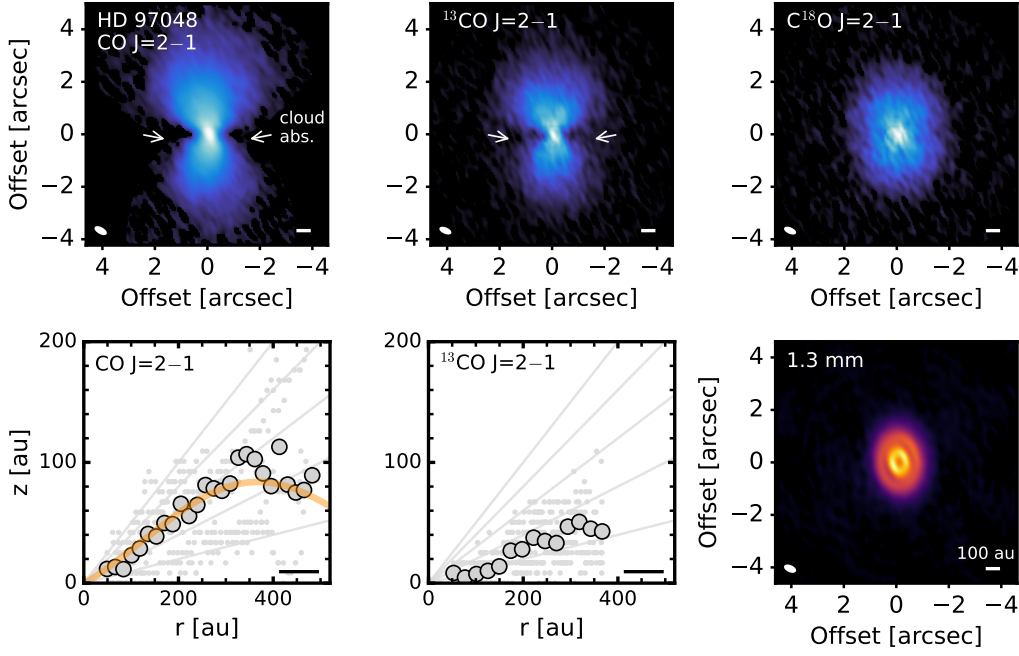 HD 97048
CO J=2−1
cloud
abs.
4
2
0
−2
−4
Offset [arcsec]
4
2
0
−2
−4
Offset [arcsec]
¹³CO J=2−1
4
2
0
−2
−4
4
2
0
−2
−4
Offset [arcsec]
C¹⁸O J=2−1
4
2
0
−2
−4
4
2
0
−2
−4
Offset [arcsec]
CO J=2−1
200
100
0
z [au]
0
200
400
r [au]
¹³CO J=2−1
200
100
0
0
200
400
r [au]
1.3 mm
100 au
4
2
0
−2
−4
Offset [arcsec]
4
2
0
−2
−4
Offset [arcsec]